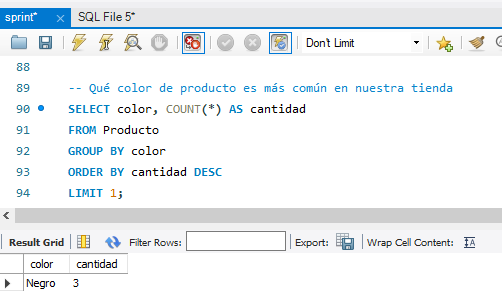 sprint* × SQL File 5*
Don't Limit
88
89 -- Qué color de producto es más común en nuestra tienda
90 SELECT color, COUNT(*) AS cantidad
91 FROM Producto
92 GROUP BY color
93 ORDER BY cantidad DESC
94 LIMIT 1;
Result Grid Filter Rows: Export: Wrap Cell Content: IA
color cantidad
Negro 3